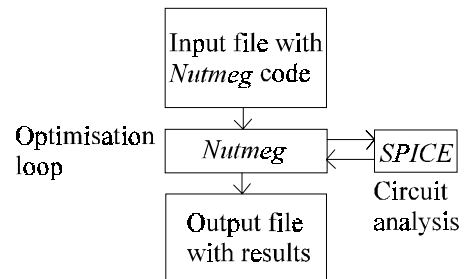 Input file with
Nutmeg code
Optimisation
loop
Nutmeg
SPICE
Circuit
analysis
Output file
with results